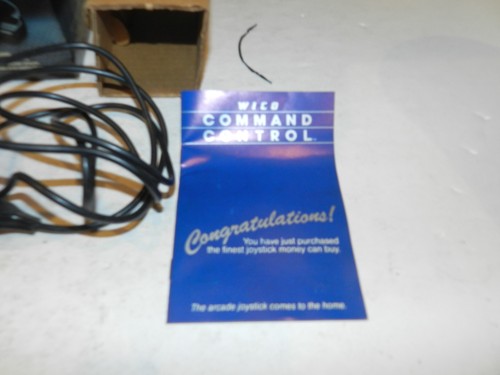 WICO
COMMAND
CONTROL
Congratulations!
You have just purchased
the finest joystick money can buy.
The arcade joystick comes to the home.